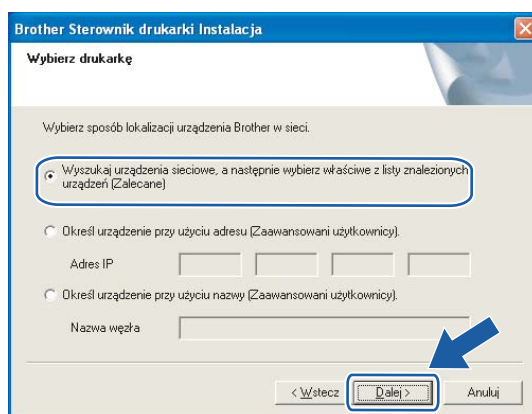 Brother Sterownik drukarki Instalacja
Wybierz drukarkę
Wybierz sposób lokalizacji urządzenia Brother w sieci.
Wyszukaj urządzenia sieciowe, a następnie wybierz właściwe z listy znalezionych
urządzeń (Zalecane)
Określ urządzenie przy użyciu adresu (Zaawansowani użytkownicy).
Adres IP
Określ urządzenie przy użyciu nazwy (Zaawansowani użytkownicy).
Nazwa węzła
< Wstecz Dalej > Anuluj